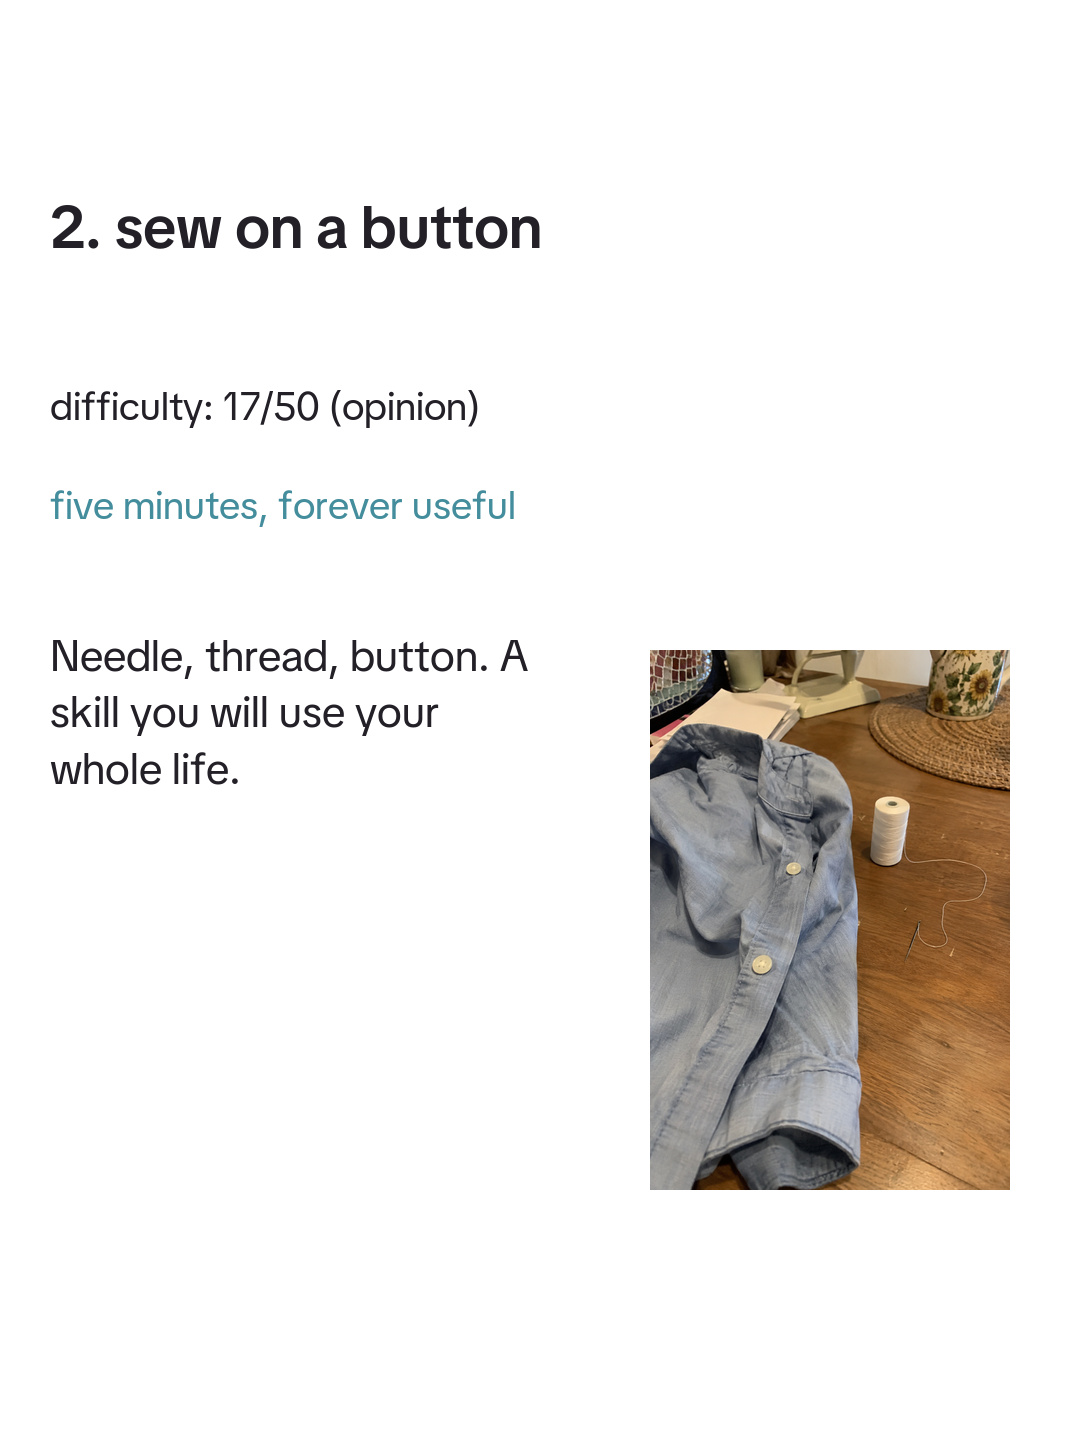 2. sew on a button
difficulty: 17/50 (opinion)
five minutes, forever useful
Needle, thread, button. A
skill you will use your
whole life.